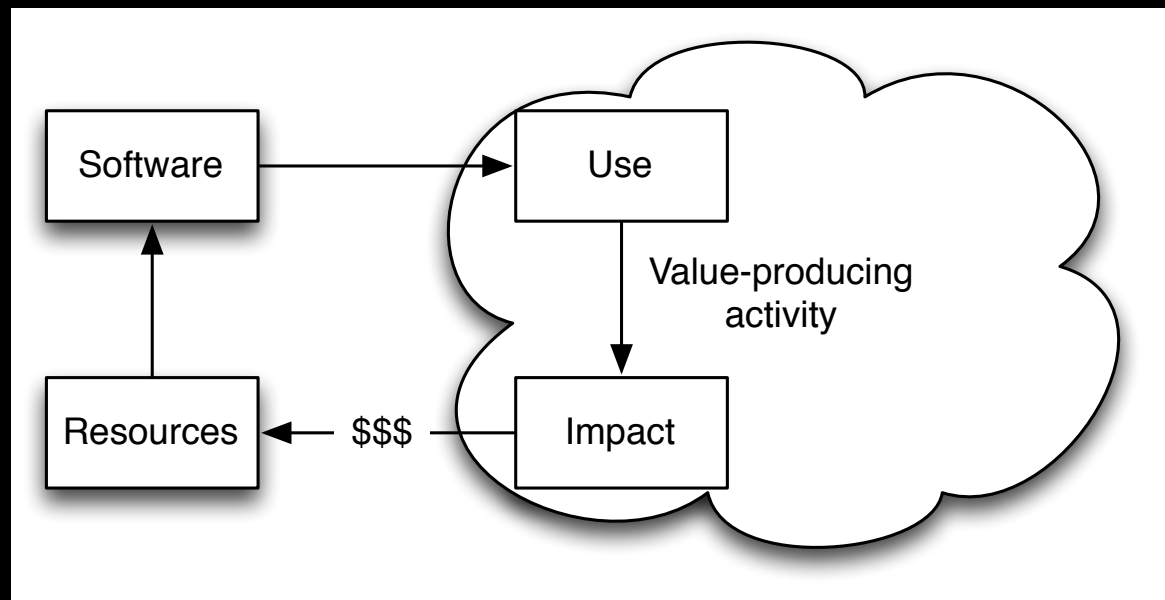 Software
Use
Value-producing
activity
Resources
$$$
Impact